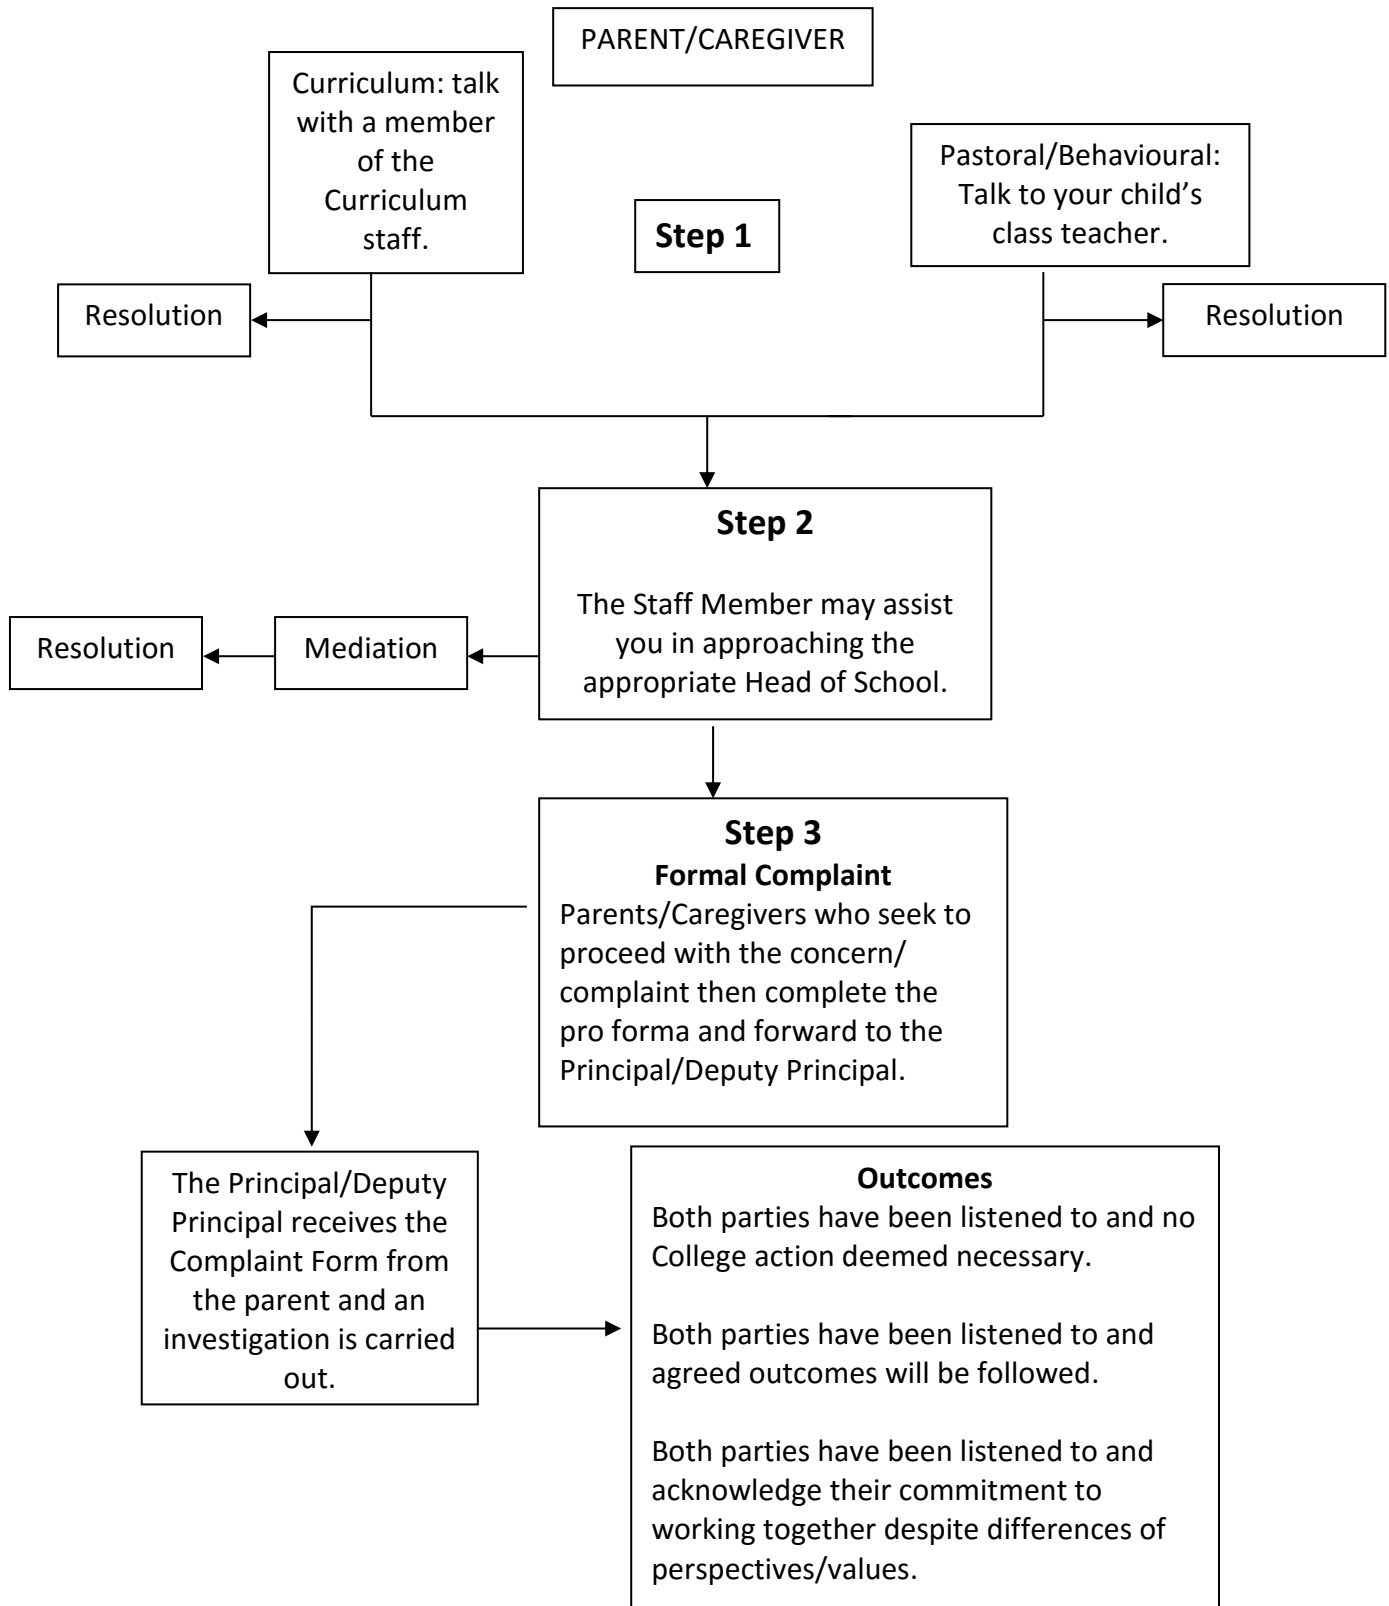 PARENT/CAREGIVER
Curriculum: talk
with a member
of the
Curriculum
staff.
Step 1
Pastoral/Behavioural:
Talk to your child’s
class teacher.
Resolution
Resolution
Step 2
The Staff Member may assist
you in approaching the
appropriate Head of School.
Mediation
Resolution
Step 3
Formal Complaint
Parents/Caregivers who seek to
proceed with the concern/
complaint then complete the
pro forma and forward to the
Principal/Deputy Principal.
The Principal/Deputy
Principal receives the
Complaint Form from
the parent and an
investigation is carried
out.
Outcomes
Both parties have been listened to and no
College action deemed necessary.
Both parties have been listened to and
agreed outcomes will be followed.
Both parties have been listened to and
acknowledge their commitment to
working together despite differences of
perspectives/values.